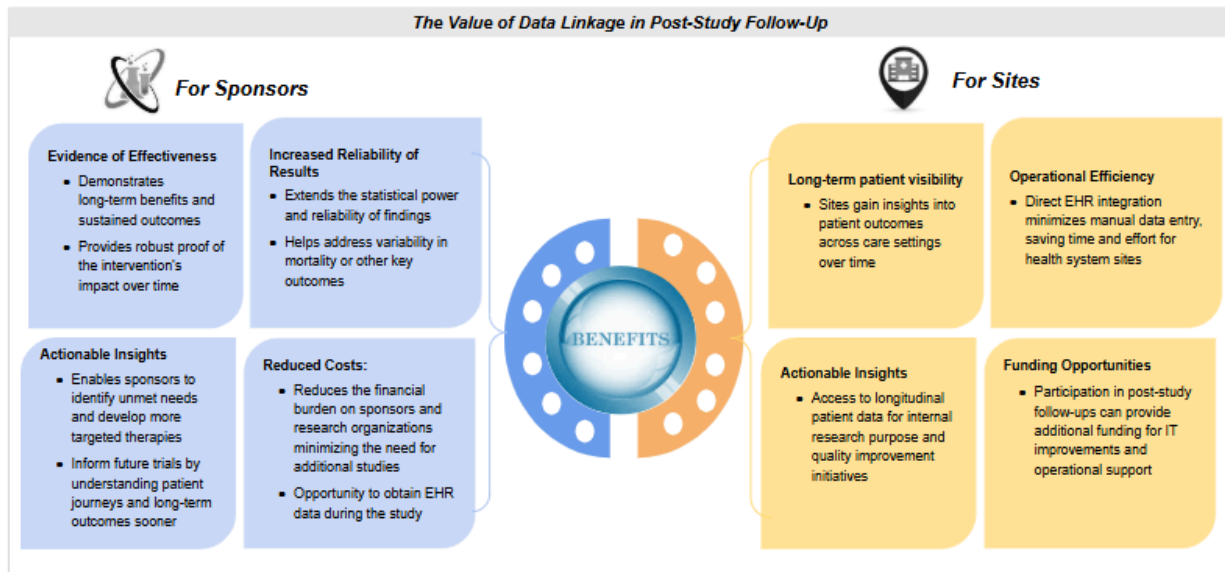 The Value of Data Linkage in Post-Study Follow-Up
For Sponsors
Evidence of Effectiveness
▪ Demonstrates
long-term benefits and
sustained outcomes
▪ Provides robust proof of
the intervention's
impact over time
Increased Reliability of
Results
▪ Extends the statistical power
and reliability of findings
▪ Helps address variability in
mortality or other key
outcomes
Actionable Insights
▪ Enables sponsors to
identify unmet needs
and develop more
targeted therapies
▪ Inform future trials by
understanding patient
journeys and long-term
outcomes sooner
Reduced Costs:
▪ Reduces the financial
burden on sponsors and
research organizations
minimizing the need for
additional studies
▪ Opportunity to obtain EHR
data during the study
BENEFITS
For Sites
Long-term patient visibility
▪ Sites gain insights into
patient outcomes
across care settings
over time
Operational Efficiency
▪ Direct EHR integration
minimizes manual data entry,
saving time and effort for
health system sites
Actionable Insights
▪ Access to longitudinal
patient data for internal
research purpose and
quality improvement
initiatives
Funding Opportunities
▪ Participation in post-study
follow-ups can provide
additional funding for IT
improvements and
operational support